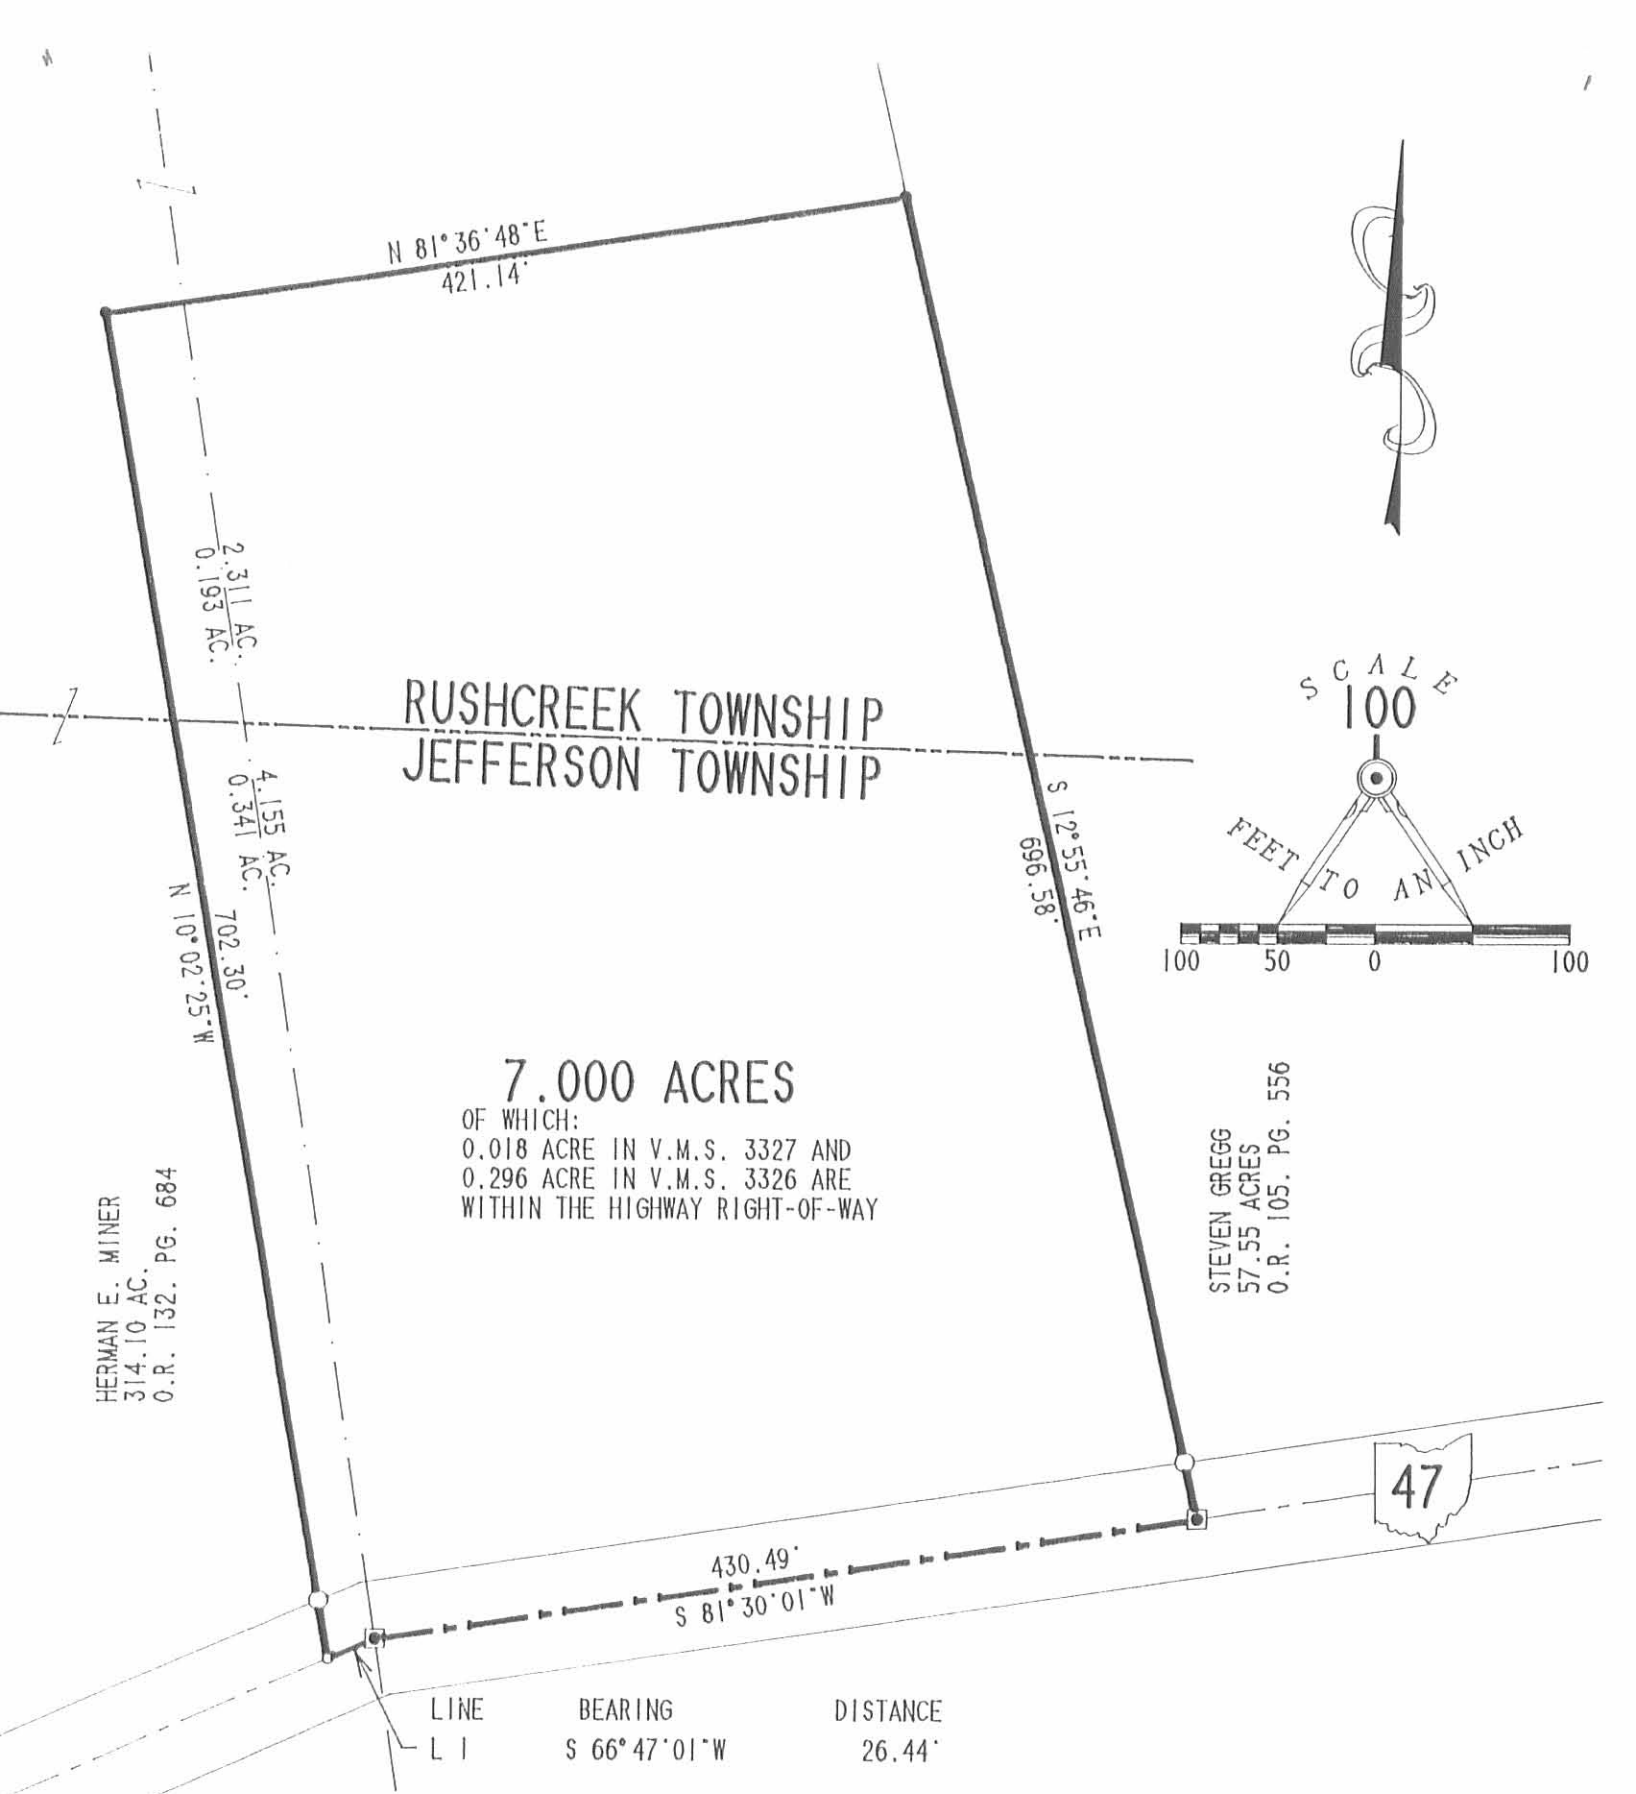 N 81°36'48"E
421.14'
2.311 AC.
0.193 AC.
RUSHCREEK TOWNSHIP
JEFFERSON TOWNSHIP
4.155 AC.
0.341 AC.
S 12°55'46"E
696.58'
702.30'
N 10°02'25"W
SCALE
100
FEET TO AN INCH
100 50 0 100
7.000 ACRES
OF WHICH:
0.018 ACRE IN V.M.S. 3327 AND
0.296 ACRE IN V.M.S. 3326 ARE
WITHIN THE HIGHWAY RIGHT-OF-WAY
HERMAN E. MINER
314.10 AC.
O.R. 132. PG. 684
STEVEN GREGG
57.55 ACRES
O.R. 105. PG. 556
47
430.49'
S 81°30'01"W
LINE BEARING DISTANCE
L 1 S 66°47'01"W 26.44'